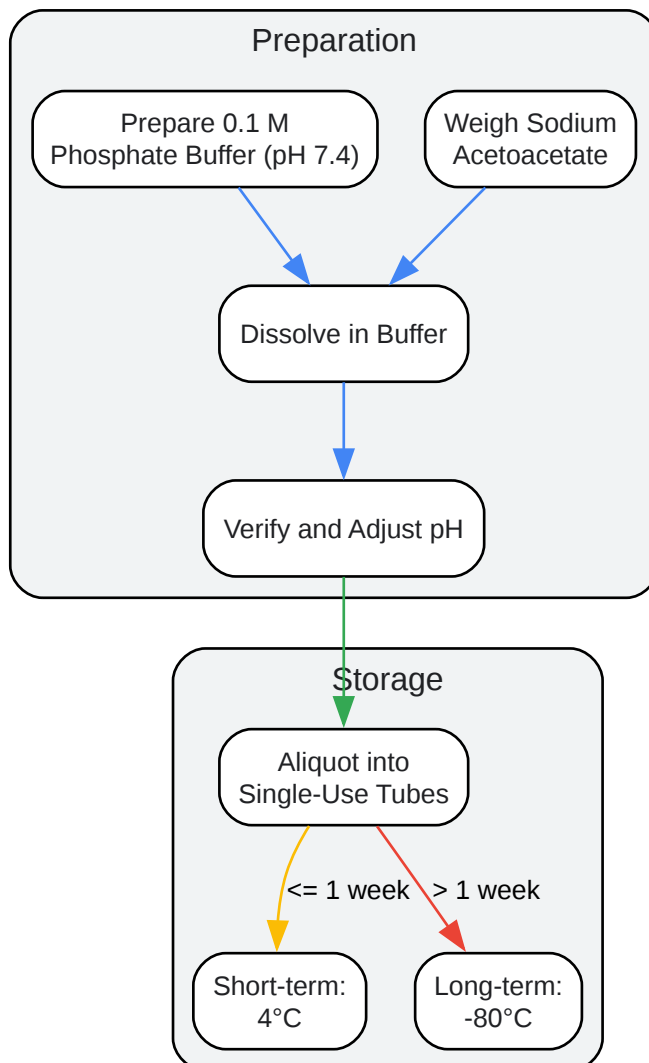 Preparation
Prepare 0.1 M
Phosphate Buffer (pH 7.4)
Weigh Sodium
Acetoacetate
Dissolve in Buffer
Verify and Adjust pH
Storage
Aliquot into
Single-Use Tubes
<= 1 week
> 1 week
Short-term:
4°C
Long-term:
-80°C